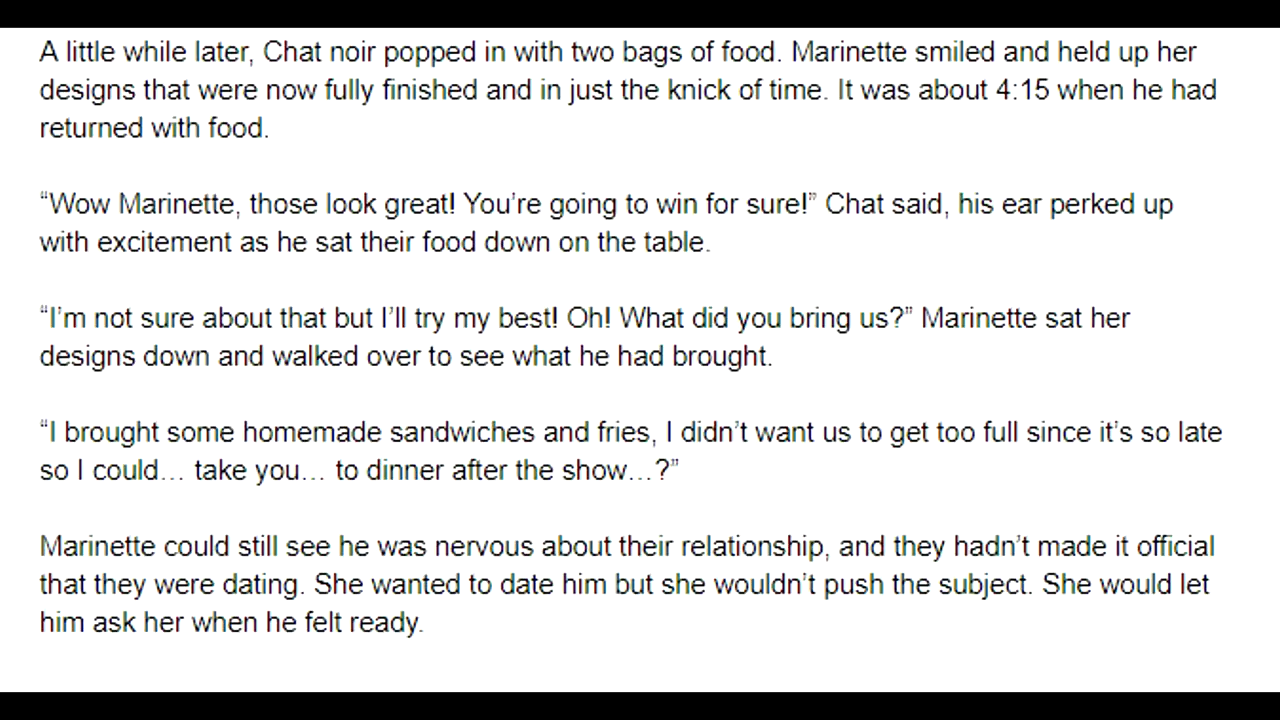 A little while later, Chat noir popped in with two bags of food. Marinette smiled and held up her
designs that were now fully finished and in just the knick of time. It was about 4:15 when he had
returned with food.
“Wow Marinette, those look great! You’re going to win for sure!” Chat said, his ear perked up
with excitement as he sat their food down on the table.
“I’m not sure about that but I’ll try my best! Oh! What did you bring us?” Marinette sat her
designs down and walked over to see what he had brought.
“I brought some homemade sandwiches and fries, I didn’t want us to get too full since it’s so late
so I could… take you… to dinner after the show…?”
Marinette could still see he was nervous about their relationship, and they hadn’t made it official
that they were dating. She wanted to date him but she wouldn’t push the subject. She would let
him ask her when he felt ready.